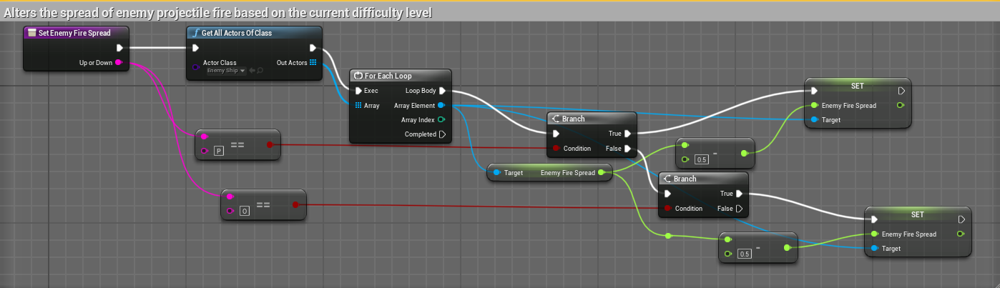 Alters the spread of enemy projectile fire based on the current difficulty level
Set Enemy Fire Spread
Up or Down
Get All Actors Of Class
Actor Class
Enemy Ship
Out Actors
For Each Loop
Exec
Loop Body
Array
Array Element
Array Index
Completed
==
P
==
O
Branch
True
Condition
False
Target
Enemy Fire Spread
-
0.5
SET
Enemy Fire Spread
Target
Branch
True
Condition
False
-
0.5
SET
Enemy Fire Spread
Target